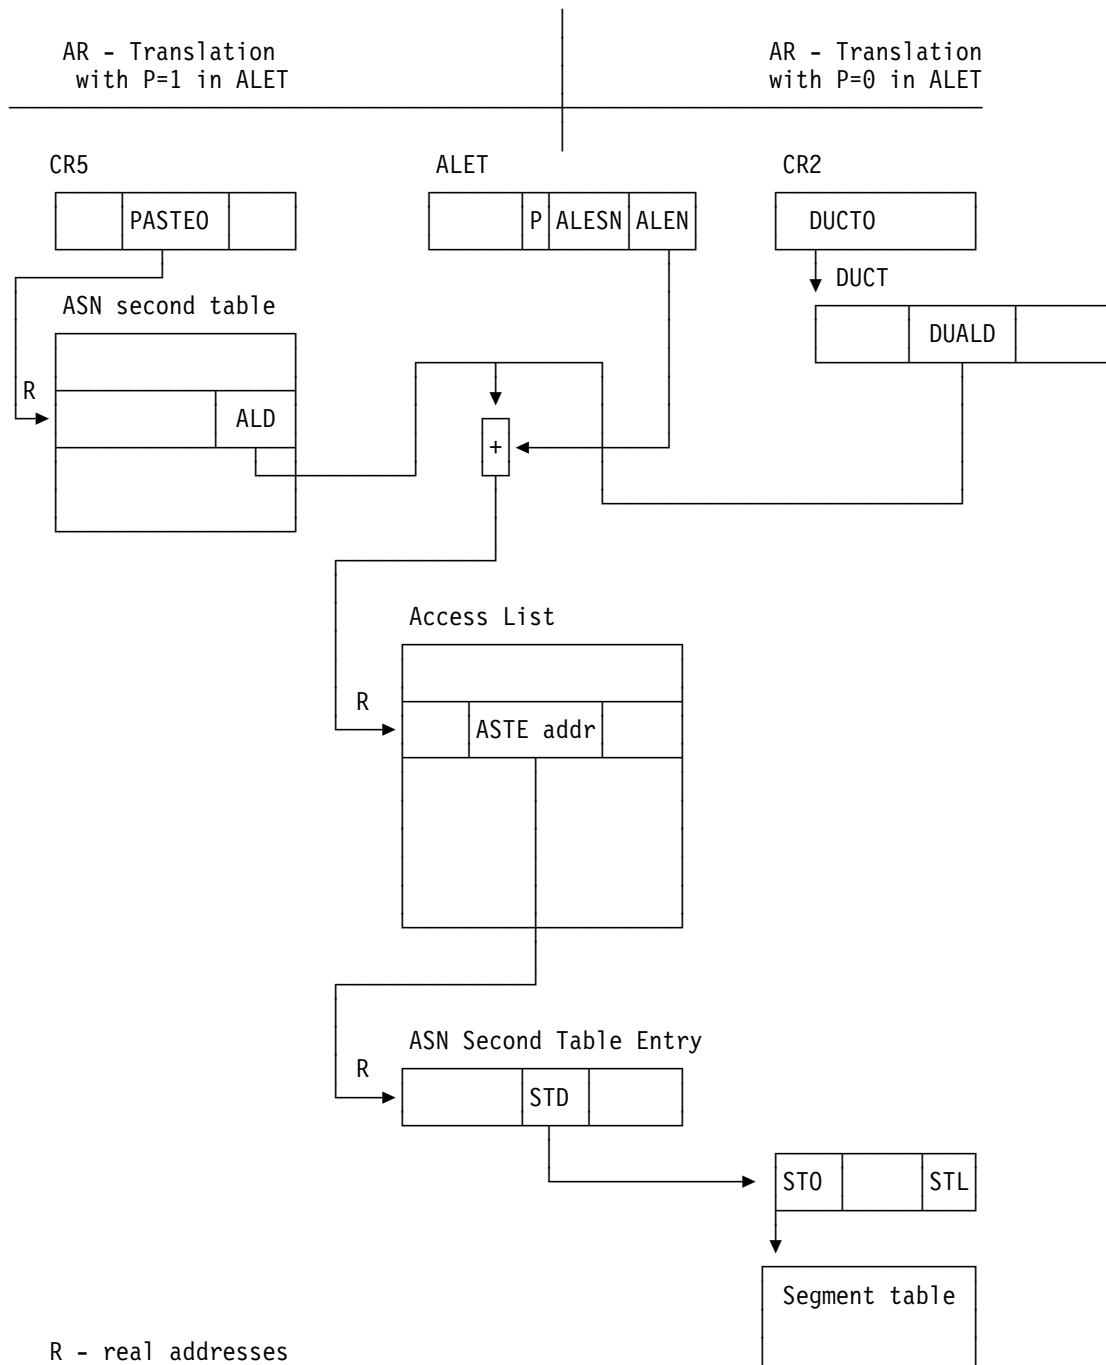 AR - Translation
with P=1 in ALET
AR - Translation
with P=0 in ALET
CR5
ALET
CR2
PASTEO
P ALESN ALEN
DUCTO
DUCT
ASN second table
DUALD
R
ALD
+
Access List
R
ASTE addr
ASN Second Table Entry
R
STD
STO STL
Segment table
R - real addresses